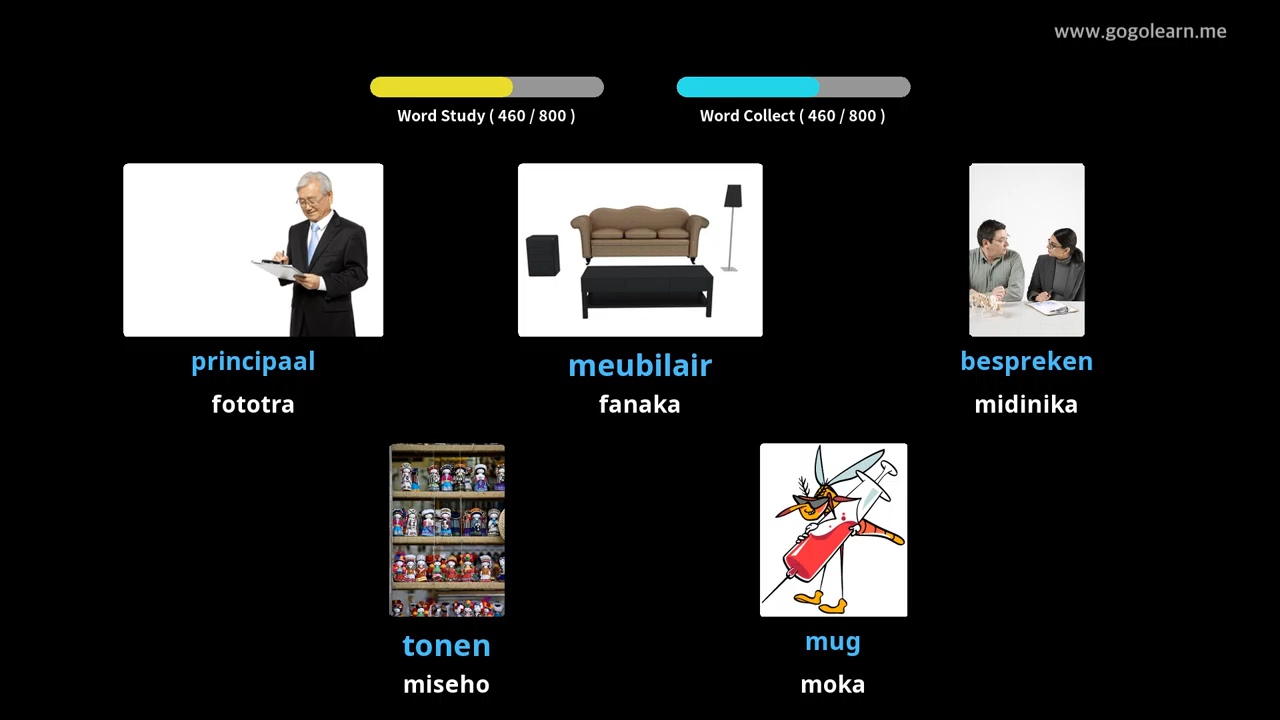 www.gogolearn.me
Word Study ( 460 / 800 )
Word Collect ( 460 / 800 )
principaal
fototra
meubilair
fanaka
bespreken
midinika
tonen
miseho
mug
moka